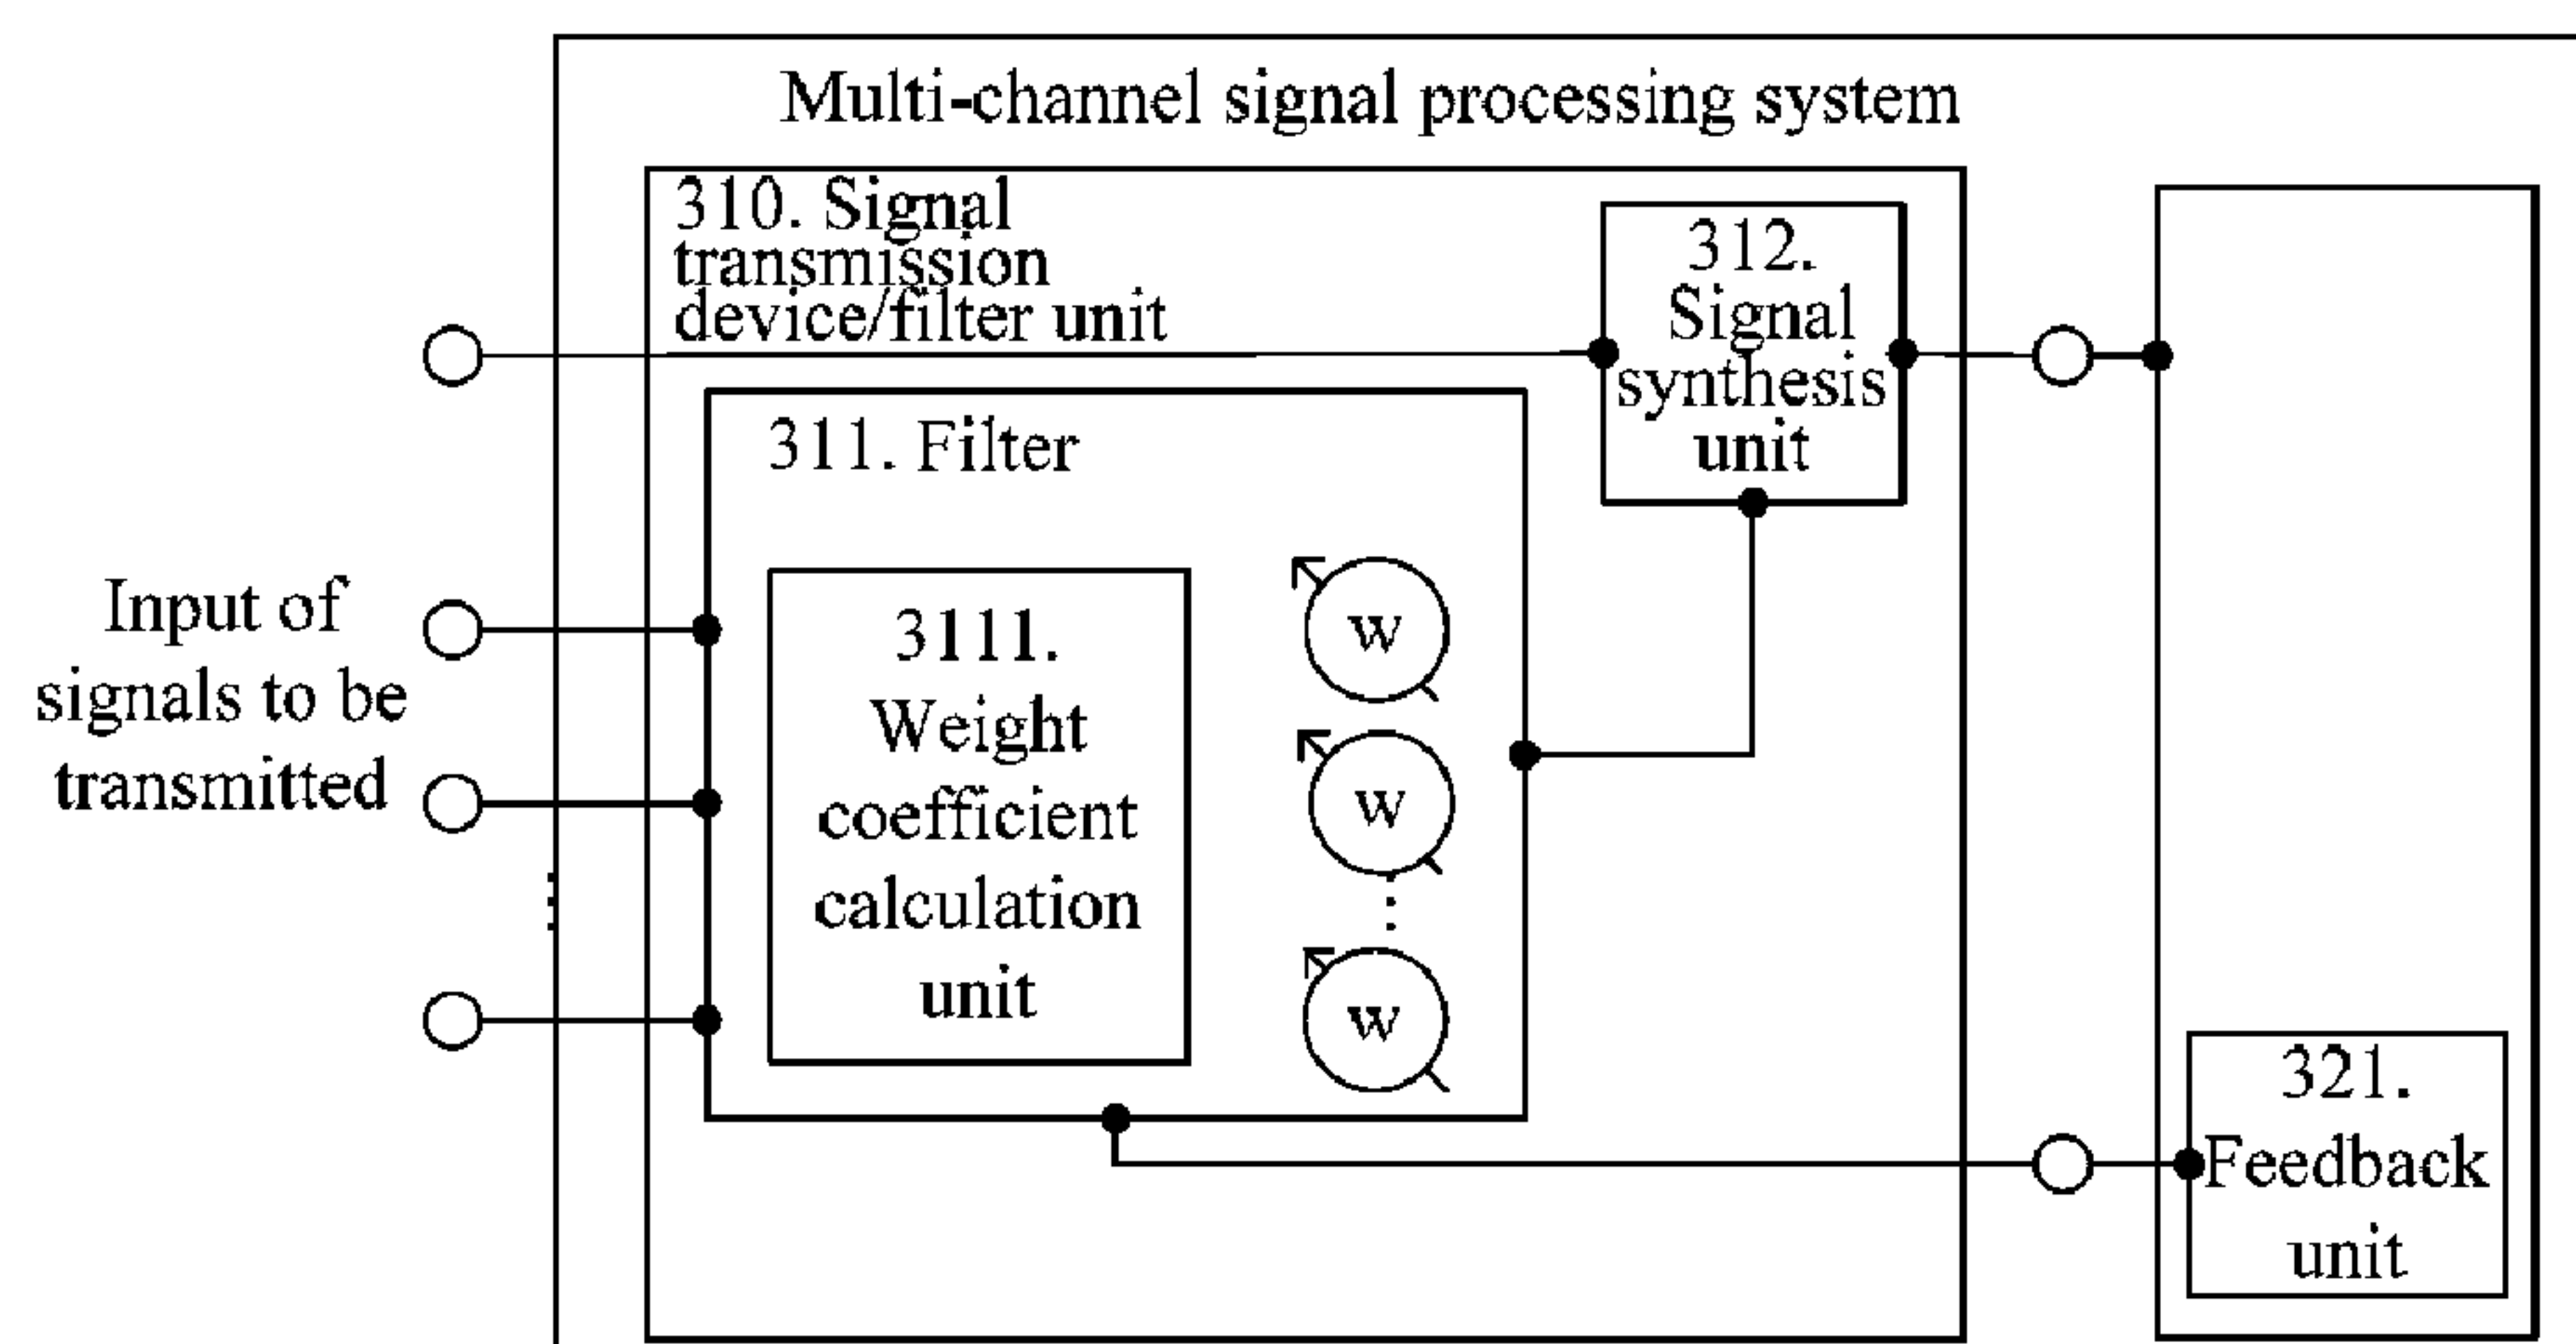 Multi-channel signal processing system
310. Signal
transmission
device/filter unit
312.
Signal
synthesis
unit
311. Filter
Input of
signals to be
transmitted
3111.
Weight
coefficient
calculation
unit
w
w
w
321.
Feedback
unit